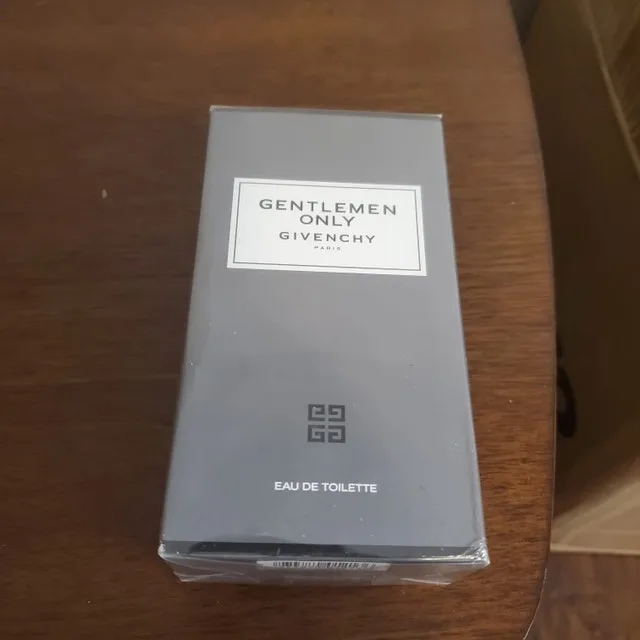 GENTLEMEN
ONLY
GIVENCHY
PARIS
EAU DE TOILETTE